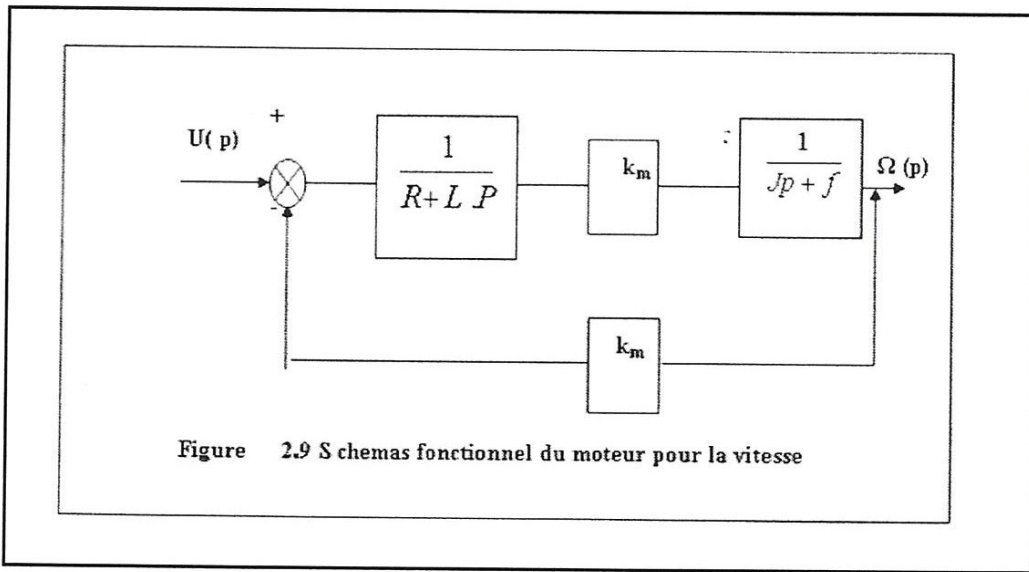 +
U( p)
-
1
R+ L .P
k_m
:
1
Jp + f
Ω (p)
k_m
Figure 2.9 S chemas fonctionnel du moteur pour la vitesse